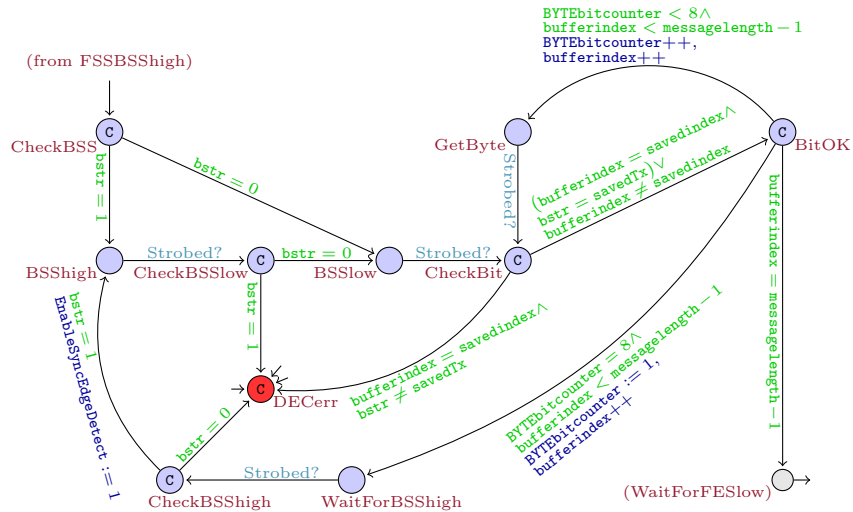 BYTEbitcounter < 8∧
bufferindex < messagelength − 1
BYTEbitcounter++,
bufferindex++
(from FSSBSShigh)
C
CheckBSS
GetByte
C
BitOK
bstr = 1
bstr = 0
Strobed?
(bufferindex = savedindex∧
bstr = savedTx)∨
bufferindex ≠ savedindex
BSShigh
Strobed?
C
CheckBSSlow
bstr = 0
BSSlow
Strobed?
C
CheckBit
bufferindex = messagelength−1
bstr = 1
EnableSyncEdgeDetect := 1
bstr = 1
C
DECerr
bufferindex = savedindex∧
bstr ≠ savedTx
BYTEbitcounter = 8∧
bufferindex < messagelength − 1
BYTEbitcounter := 1,
bufferindex++
bstr = 0
C
CheckBSShigh
Strobed?
WaitForBSShigh
(WaitForFESlow)